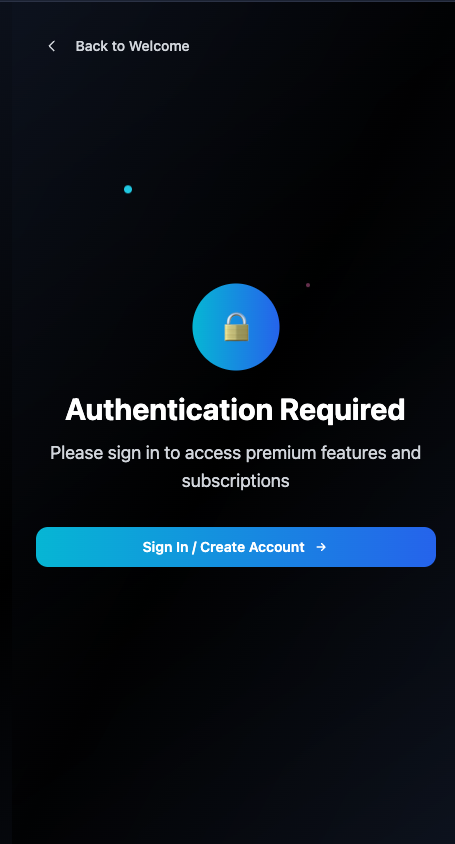 Back to Welcome
Authentication Required
Please sign in to access premium features and
subscriptions
Sign In / Create Account